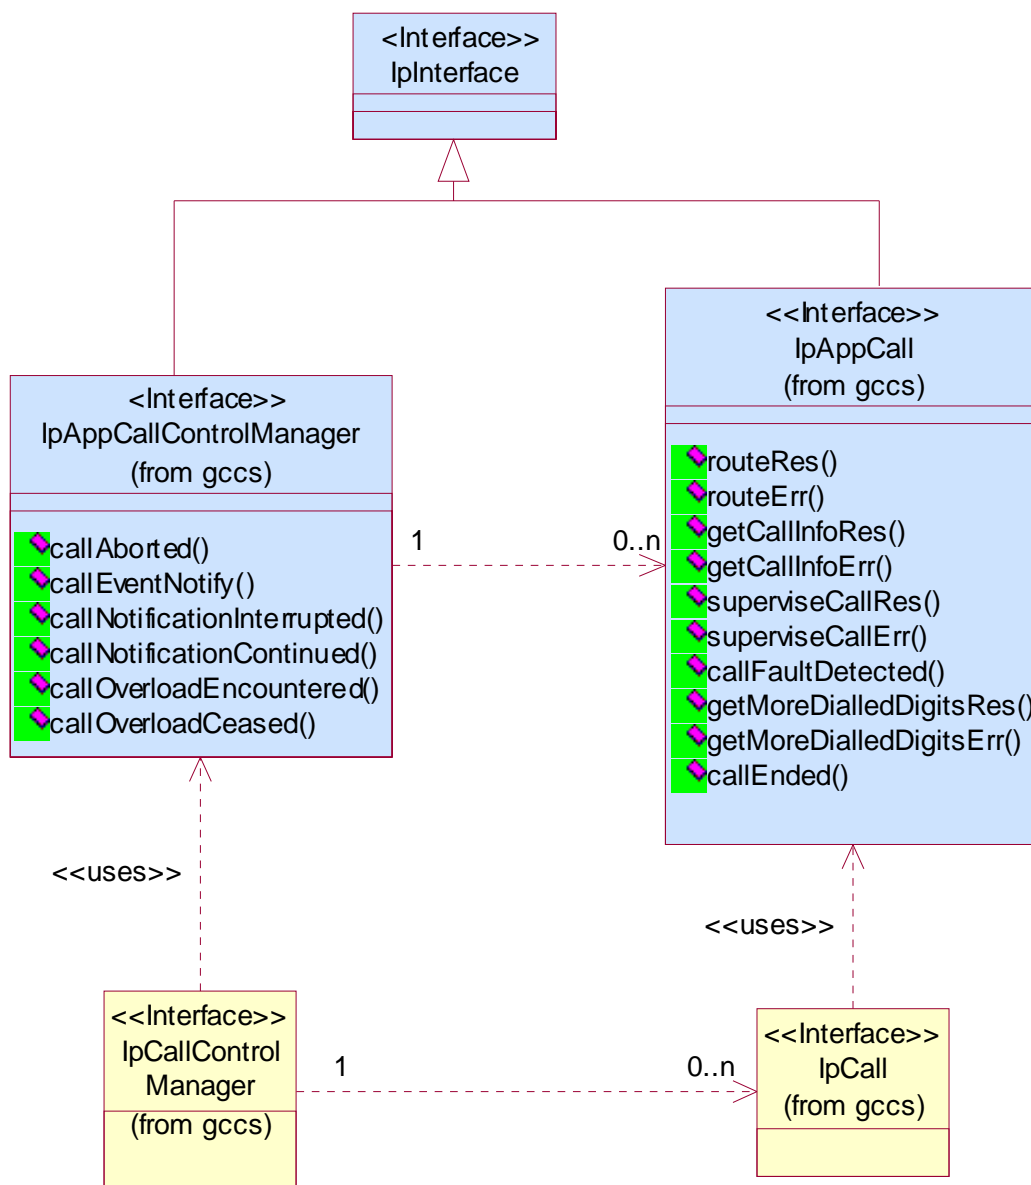 <Interface>>
IpInterface
<<Interface>>
IpAppCall
(from gccs)
<Interface>>
IpAppCallControlManager
(from gccs)
routeRes()
routeErr()
getCallInfoRes()
getCallInfoErr()
superviseCallRes()
superviseCallErr()
callFaultDetected()
getMoreDialledDigitsRes()
getMoreDialledDigitsErr()
callEnded()
callAborted()
callEventNotify()
callNotificationInterrupted()
callNotificationContinued()
callOverloadEncountered()
callOverloadCeased()
1
0..n
<<uses>>
<<uses>>
<<Interface>>
IpCallControl
Manager
(from gccs)
1
0..n
<<Interface>>
IpCall
(from gccs)